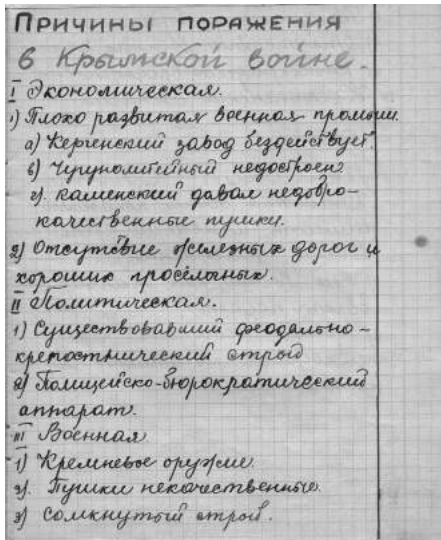 ПРИЧИНЫ ПОРАЖЕНИЯ
в Крымской войне.
I Экономическая.
1) Плохо развитая военная промыш.
а) Керченский завод бездействует.
в) Чугунолитейный недостроен
г). Каменский давал недобро-
качественные пушки.
2) Отсутствие железных дорог и
хороших просёлочных.
II Политическая.
1) Существовавший феодально-
крепостнический строй
2) Полицейско-бюрократический
аппарат.
III Военная
1) Кремневое оружие.
2). Пушки некачественные.
3) сомкнутый строй.